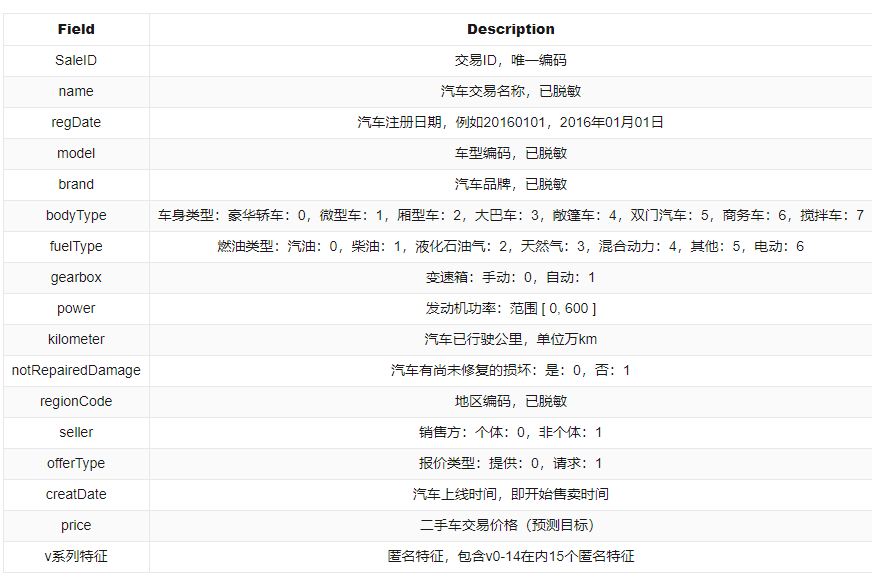 Field Description
SaleID 交易ID，唯一编码
name 汽车交易名称，已脱敏
regDate 汽车注册日期，例如20160101，2016年01月01日
model 车型编码，已脱敏
brand 汽车品牌，已脱敏
bodyType 车身类型：豪华轿车：0，微型车：1，厢型车：2，大巴车：3，敞篷车：4，双门汽车：5，商务车：6，搅拌车：7
fuelType 燃油类型：汽油：0，柴油：1，液化石油气：2，天然气：3，混合动力：4，其他：5，电动：6
gearbox 变速箱：手动：0，自动：1
power 发动机功率：范围 [ 0, 600 ]
kilometer 汽车已行驶公里，单位万km
notRepairedDamage 汽车有尚未修复的损坏：是：0，否：1
regionCode 地区编码，已脱敏
seller 销售方：个体：0，非个体：1
offerType 报价类型：提供：0，请求：1
creatDate 汽车上线时间，即开始售卖时间
price 二手车交易价格（预测目标）
v系列特征 匿名特征，包含v0-14在内15个匿名特征